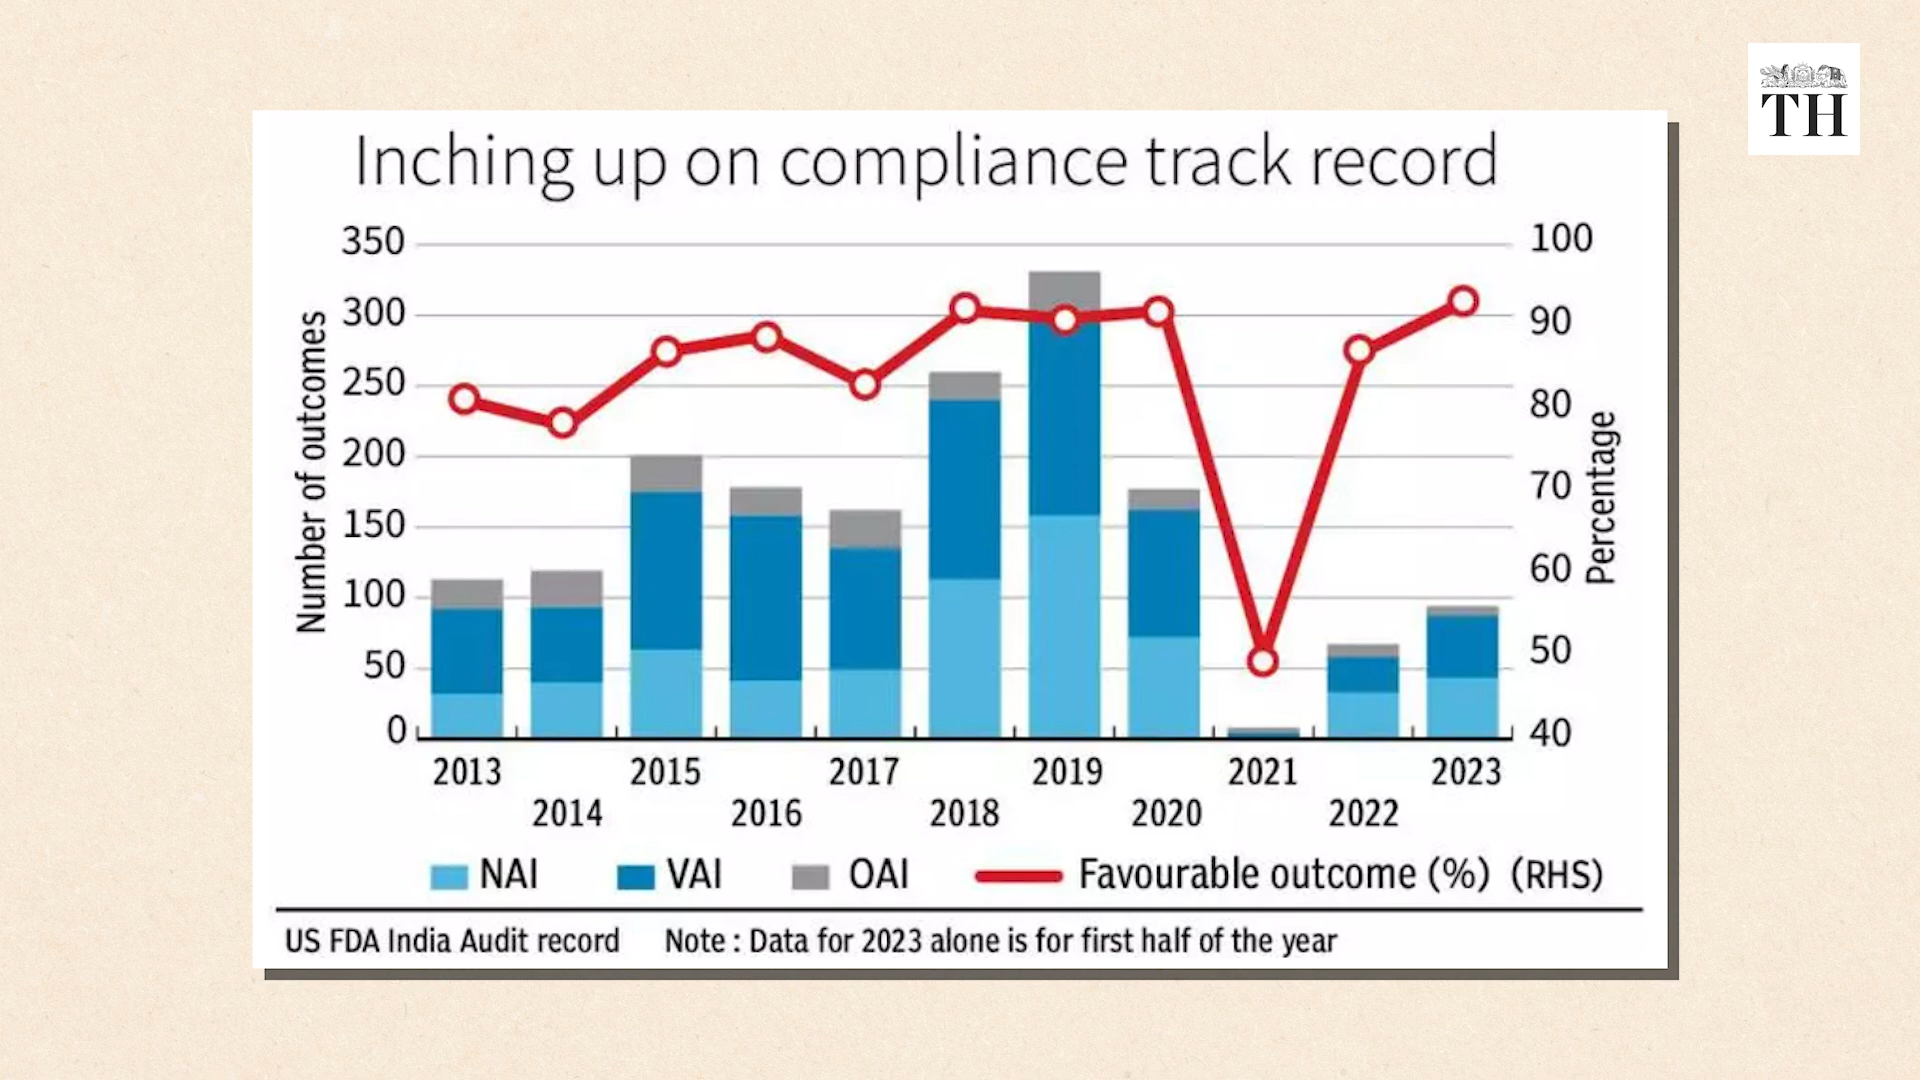 TH
Inching up on compliance track record
350
300
250
200
150
100
50
0
Number of outcomes
100
90
80
70
60
50
40
Percentage
2013 2015 2017 2019 2021 2023
2014 2016 2018 2020 2022
NAI VAI OAI Favourable outcome (%) (RHS)
US FDA India Audit record Note : Data for 2023 alone is for first half of the year